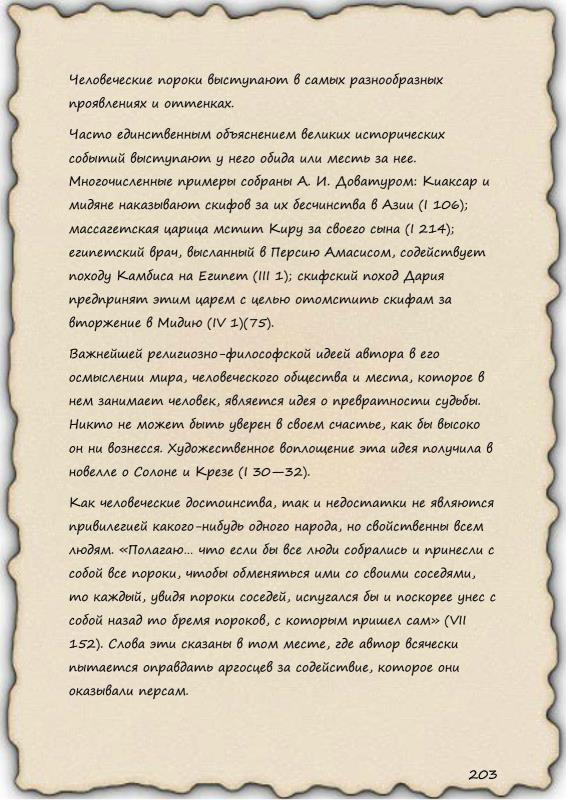 Человеческие пороки выступают в самых разнообразных
проявлениях и оттенках.
Часто единственным объяснением великих исторических
событий выступают у него обида или месть за нее.
Многочисленные примеры собраны А. И. Доватуром: Киаксар и
мидяне наказывают скифов за их бесчинства в Азии (I 106);
массагетская царица мстит Киру за своего сына (I 214);
египетский врач, высланный в Персию Амасисом, содействует
походу Камбиса на Египет (III 1); скифский поход Дария
предпринят этим царем с целью отомстить скифам за
вторжение в Мидию (IV 1)(75).
Важнейшей религиозно-философской идеей автора в его
осмыслении мира, человеческого общества и места, которое в
нем занимает человек, является идея о превратности судьбы.
Никто не может быть уверен в своем счастье, как бы высоко
он ни вознесся. Художественное воплощение эта идея получила в
новелле о Солоне и Крезе (I 30—32).
Как человеческие достоинства, так и недостатки не являются
привилегией какого-нибудь одного народа, но свойственны всем
людям. «Полагаю... что если бы все люди собрались и принесли с
собой все пороки, чтобы обменяться ими со своими соседями,
то каждый, увидя пороки соседей, испугался бы и поскорее унес с
собой назад то бремя пороков, с которым пришел сам» (VII
152). Слова эти сказаны в том месте, где автор всячески
пытается оправдать аргосцев за содействие, которое они
оказывали персам.
203